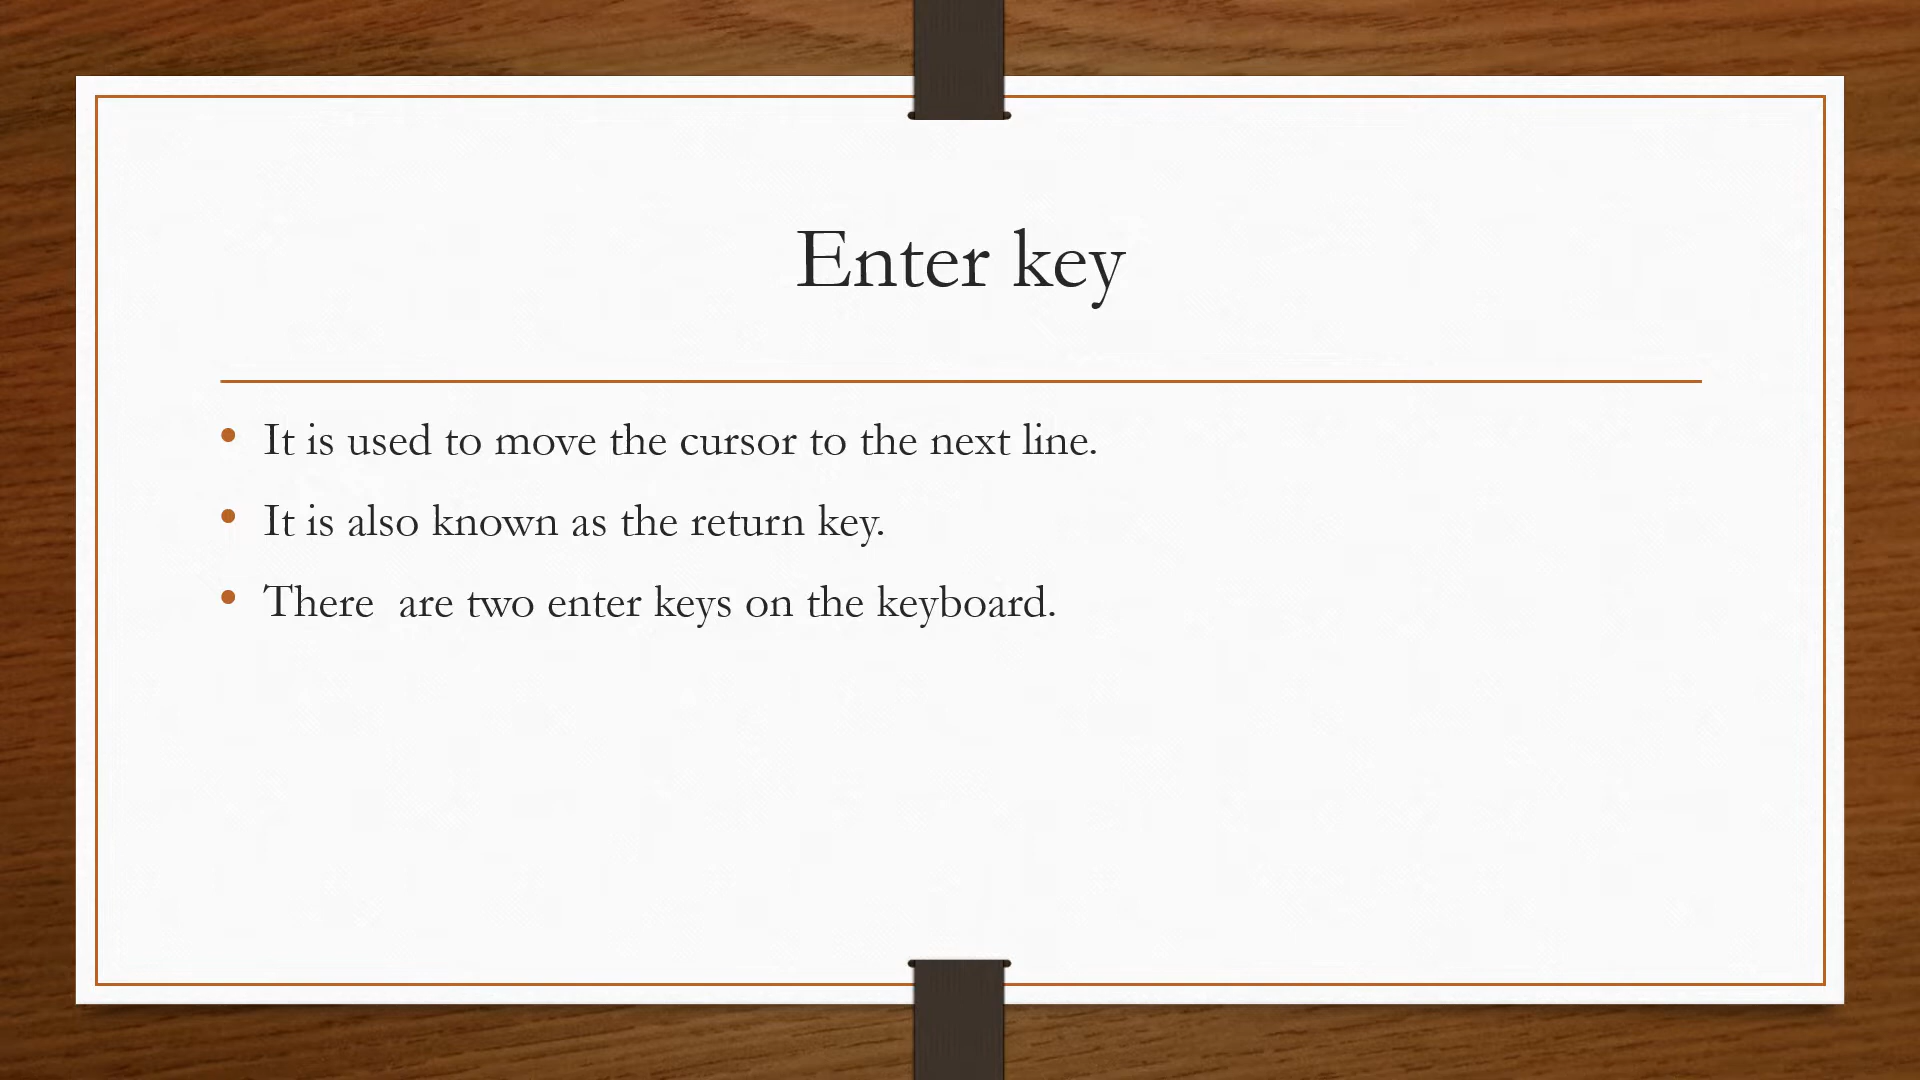 Enter key
• It is used to move the cursor to the next line.
• It is also known as the return key.
• There  are two enter keys on the keyboard.